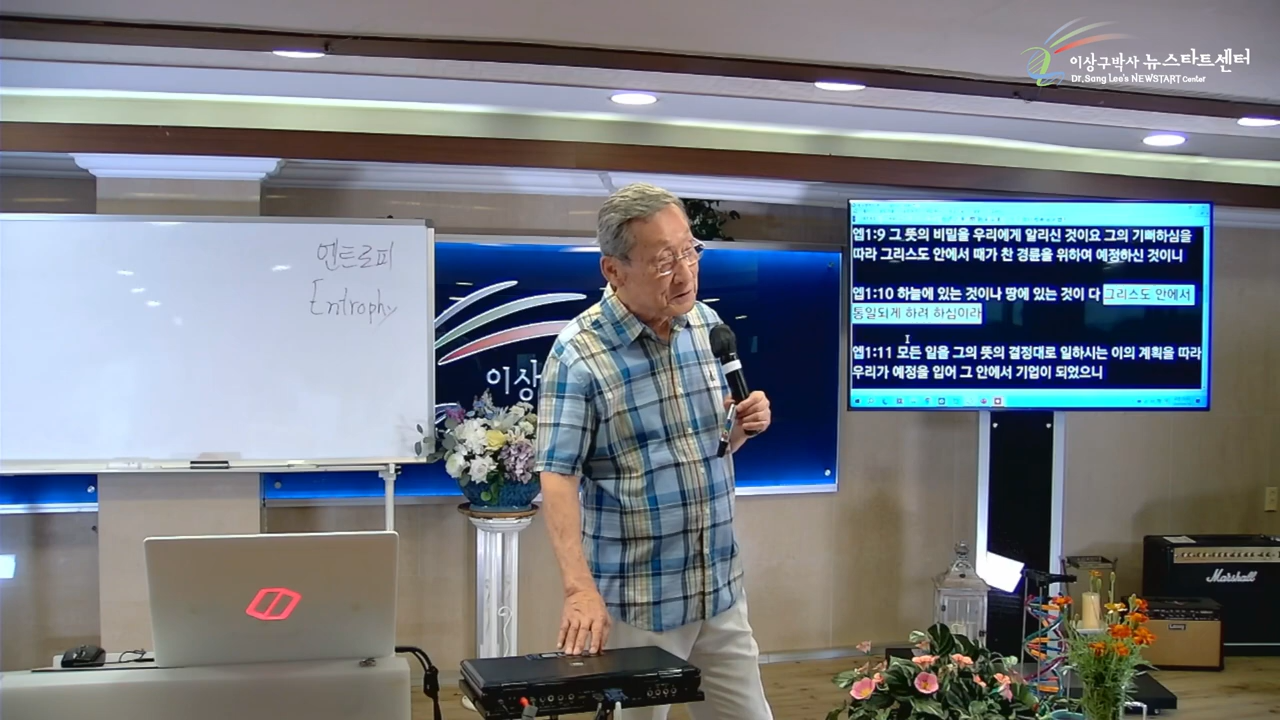 이상구박사 뉴스타트센터
Dr. Sang Lee's NEWSTART Center
엔트로피
Entrophy
이상
엡1:9 그 뜻의 비밀을 우리에게 알리신 것이요 그의 기뻐하심을
따라 그리스도 안에서 때가 찬 경륜을 위하여 예정하신 것이니
엡1:10 하늘에 있는 것이나 땅에 있는 것이 다 그리스도 안에서
통일되게 하려 하심이라
엡1:11 모든 일을 그의 뜻의 결정대로 일하시는 이의 계획을 따라
우리가 예정을 입어 그 안에서 기업이 되었으니
Marshall
Laney